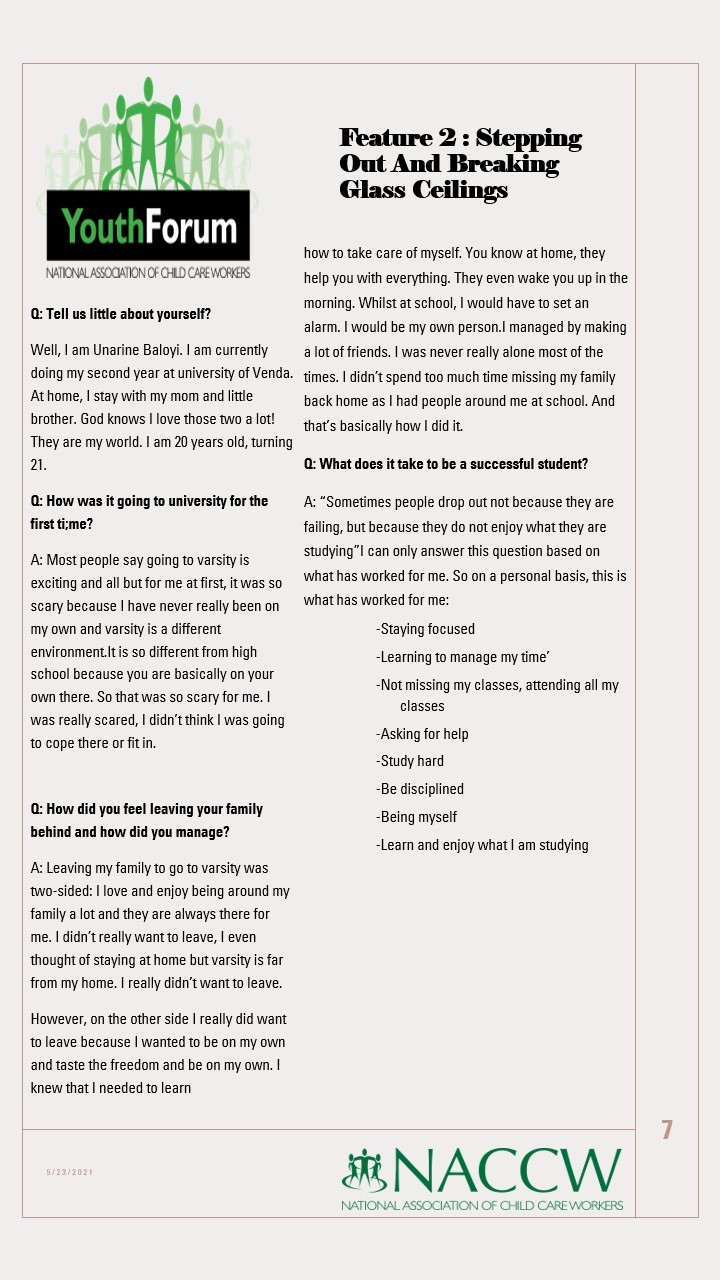 YouthForum
NATIONAL ASSOCIATION OF CHILD CARE WORKERS
Feature 2 : Stepping
Out And Breaking
Glass Ceilings
Q: Tell us little about yourself?
Well, I am Unarine Baloyi. I am currently
doing my second year at university of Venda.
At home, I stay with my mom and little
brother. God knows I love those two a lot!
They are my world. I am 20 years old, turning
21.
Q: How was it going to university for the
first ti;me?
A: Most people say going to varsity is
exciting and all but for me at first, it was so
scary because I have never really been on
my own and varsity is a different
environment.It is so different from high
school because you are basically on your
own there. So that was so scary for me. I
was really scared, I didn’t think I was going
to cope there or fit in.
Q: How did you feel leaving your family
behind and how did you manage?
A: Leaving my family to go to varsity was
two-sided: I love and enjoy being around my
family a lot and they are always there for
me. I didn’t really want to leave, I even
thought of staying at home but varsity is far
from my home. I really didn’t want to leave.
However, on the other side I really did want
to leave because I wanted to be on my own
and taste the freedom and be on my own. I
knew that I needed to learn
how to take care of myself. You know at home, they
help you with everything. They even wake you up in the
morning. Whilst at school, I would have to set an
alarm. I would be my own person.I managed by making
a lot of friends. I was never really alone most of the
times. I didn’t spend too much time missing my family
back home as I had people around me at school. And
that’s basically how I did it.
Q: What does it take to be a successful student?
A: “Sometimes people drop out not because they are
failing, but because they do not enjoy what they are
studying”I can only answer this question based on
what has worked for me. So on a personal basis, this is
what has worked for me:
-Staying focused
-Learning to manage my time’
-Not missing my classes, attending all my
classes
-Asking for help
-Study hard
-Be disciplined
-Being myself
-Learn and enjoy what I am studying
7
5/23/2021
NACCW
NATIONAL ASSOCIATION OF CHILD CARE WORKERS